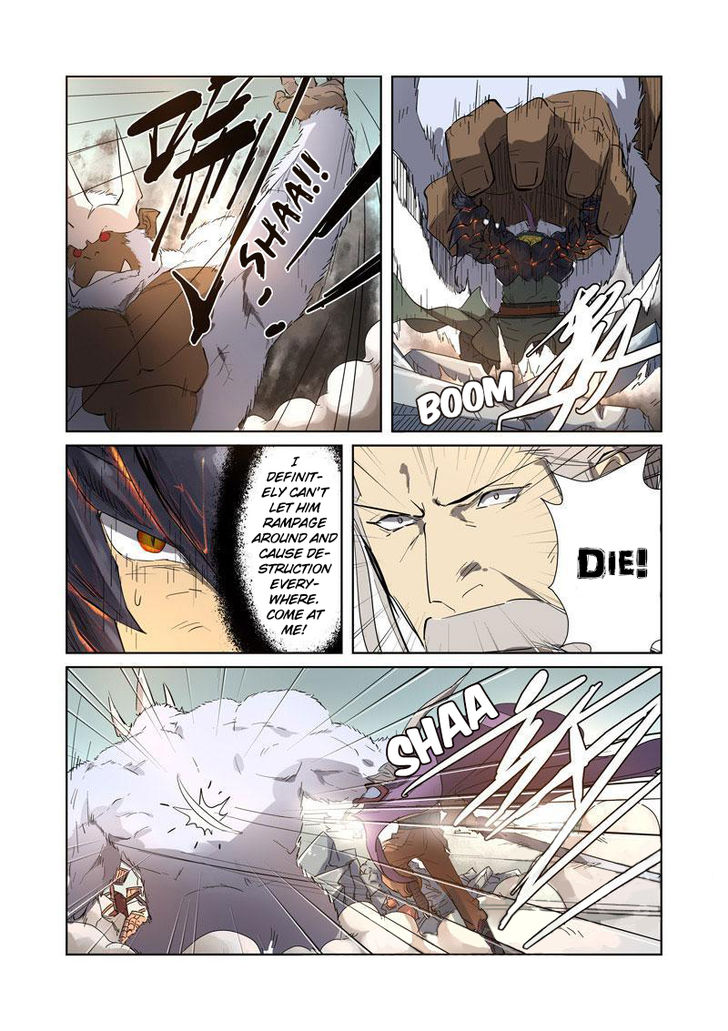 SHAA!!
BOOM
I
DEFINIT-
ELY CAN'T
LET HIM
RAMPAGE
AROUND AND
CAUSE DE-
STRUCTION
EVERY-
WHERE.
COME AT
ME!
DIE!
SHAA